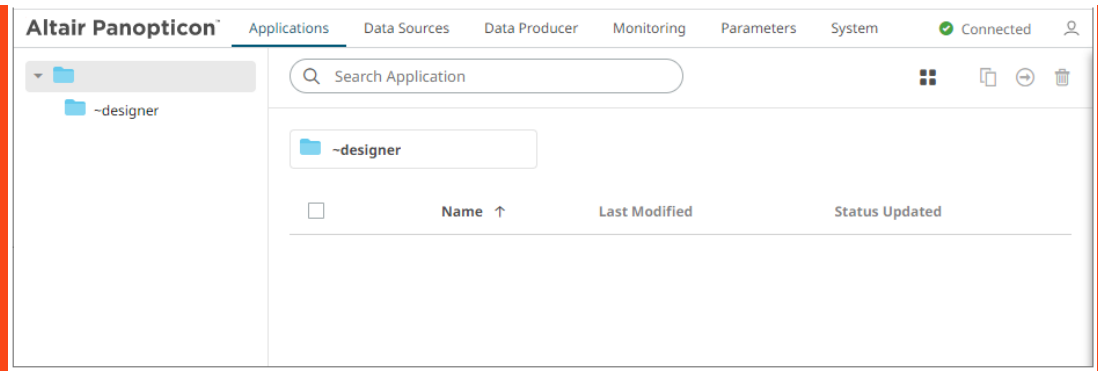 Altair Panopticon™ Applications Data Sources Data Producer Monitoring Parameters System Connected
Search Application
~designer
~designer
Name ↑ Last Modified Status Updated